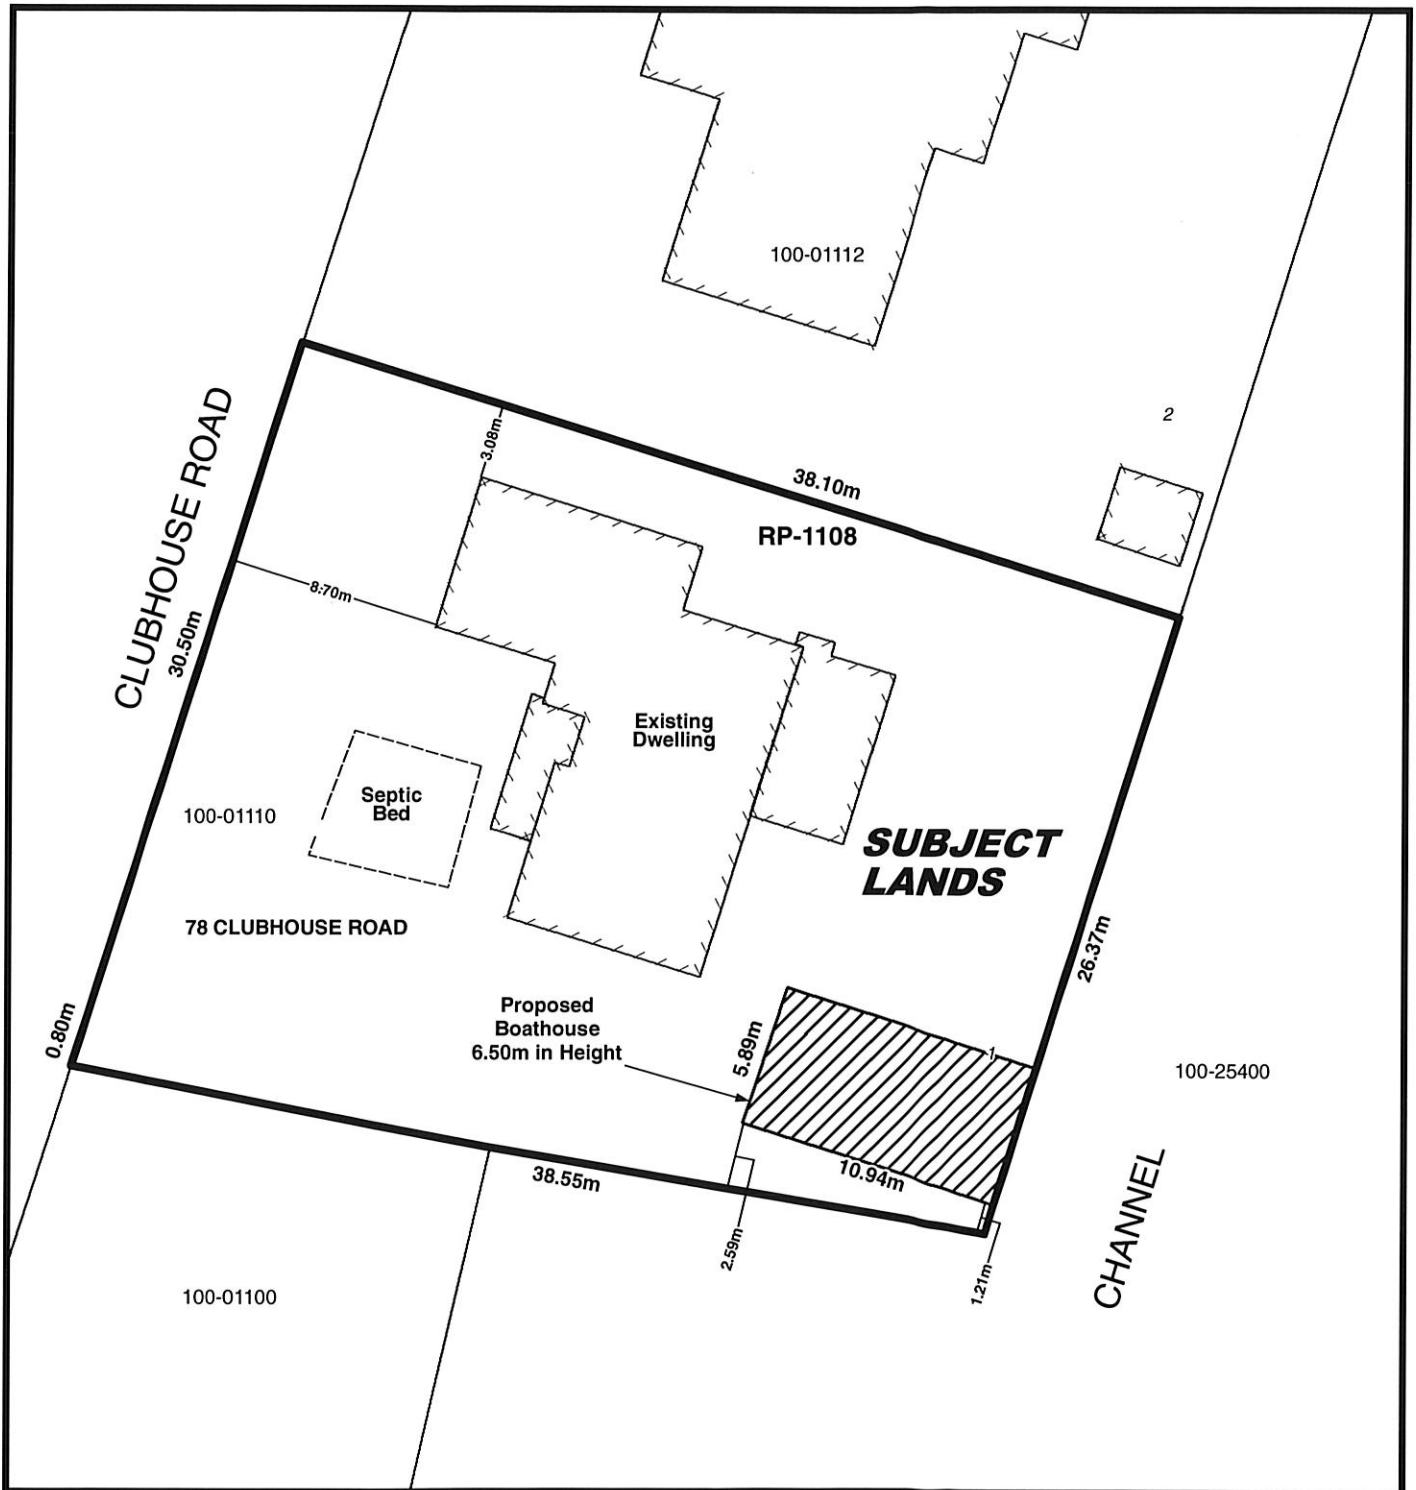 100-01112
2
CLUBHOUSE ROAD
3.08m
38.10m
RP-1108
8.70m
30.50m
Existing
Dwelling
Septic
Bed
100-01110
SUBJECT
LANDS
78 CLUBHOUSE ROAD
26.37m
0.80m
Proposed
Boathouse
6.50m in Height
5.89m
1
100-25400
10.94m
38.55m
2.59m
1.21m
CHANNEL
100-01100